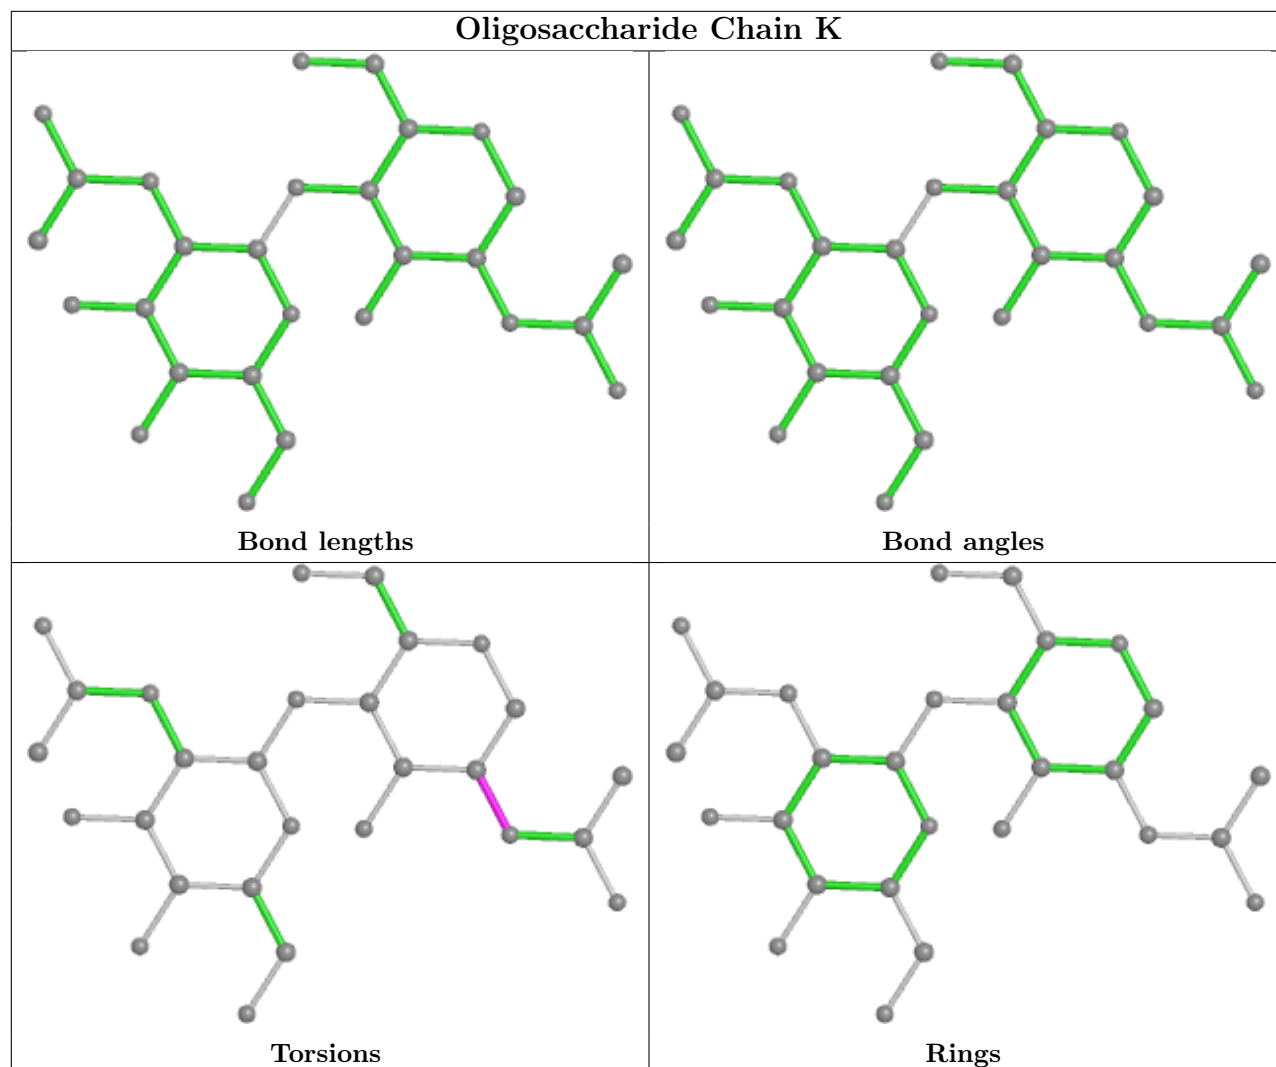 Oligosaccharide Chain K
Bond lengths
Bond angles
Torsions
Rings